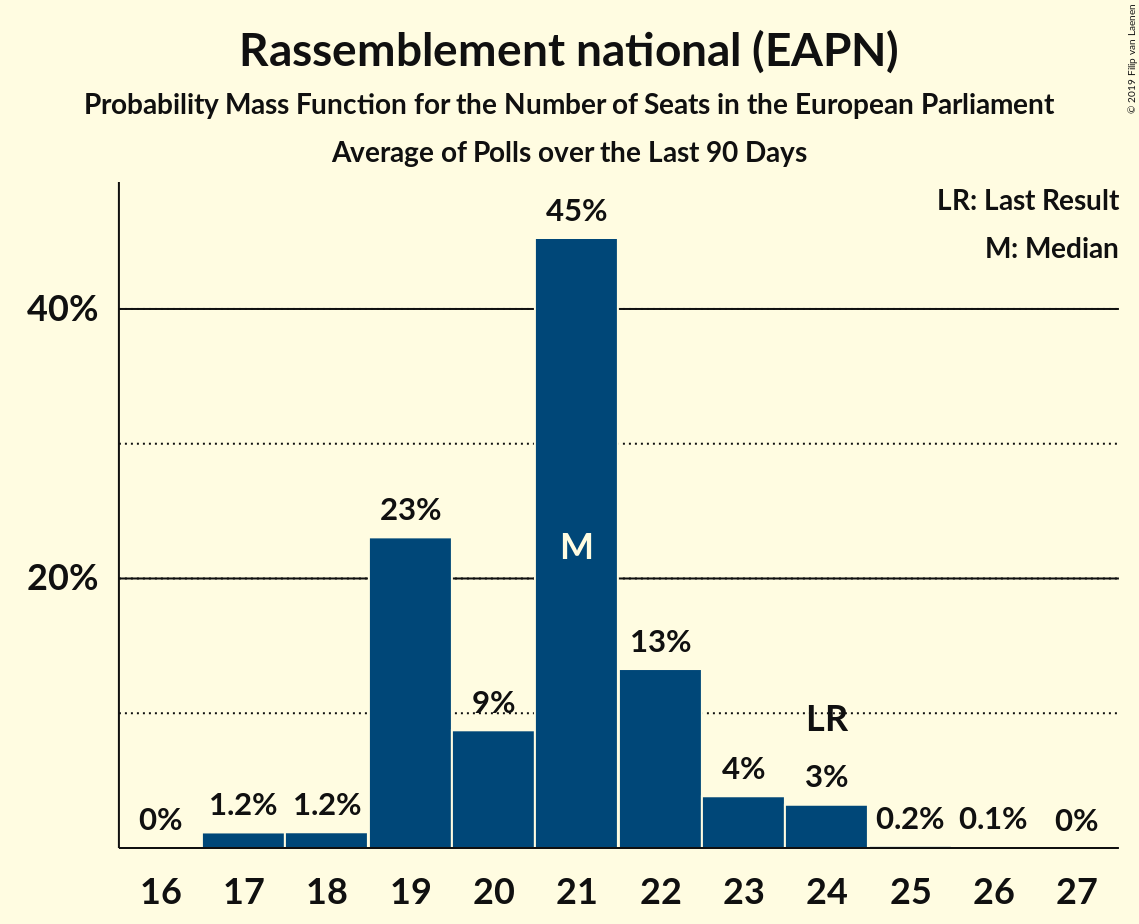 Rassemblement national (EAPN)
Probability Mass Function for the Number of Seats in the European Parliament
Average of Polls over the Last 90 Days
© 2019 Filip van Laenen
LR: Last Result
M: Median
45%
40%
23%
M
20%
13%
9%
LR
4%
3%
0%
1.2%
1.2%
0.2%
0.1%
0%
16 17 18 19 20 21 22 23 24 25 26 27